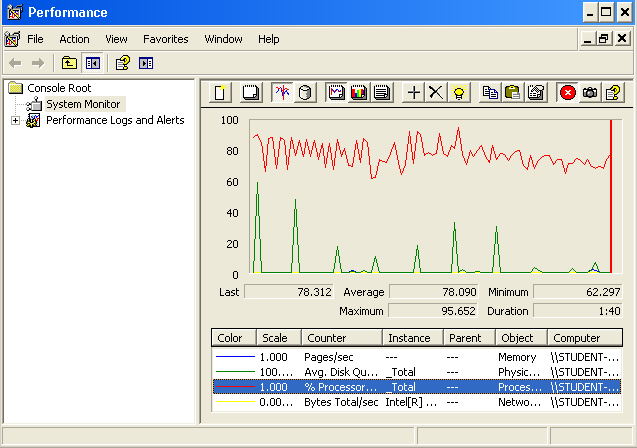 Performance
File Action View Favorites Window Help
Console Root
System Monitor
Performance Logs and Alerts
100
80
60
40
20
0
Last 78.312 Average 78.090 Minimum 62.297
Maximum 95.652 Duration 1:40
Color Scale Counter Instance Parent Object Computer
1.000 Pages/sec --- --- Memory \\STUDENT-...
100.... Avg. Disk Qu... _Total --- Physic... \\STUDENT-...
1.000 % Processor... _Total --- Proces... \\STUDENT-...
0.00... Bytes Total/sec Intel[R] ... --- Netwo... \\STUDENT-...